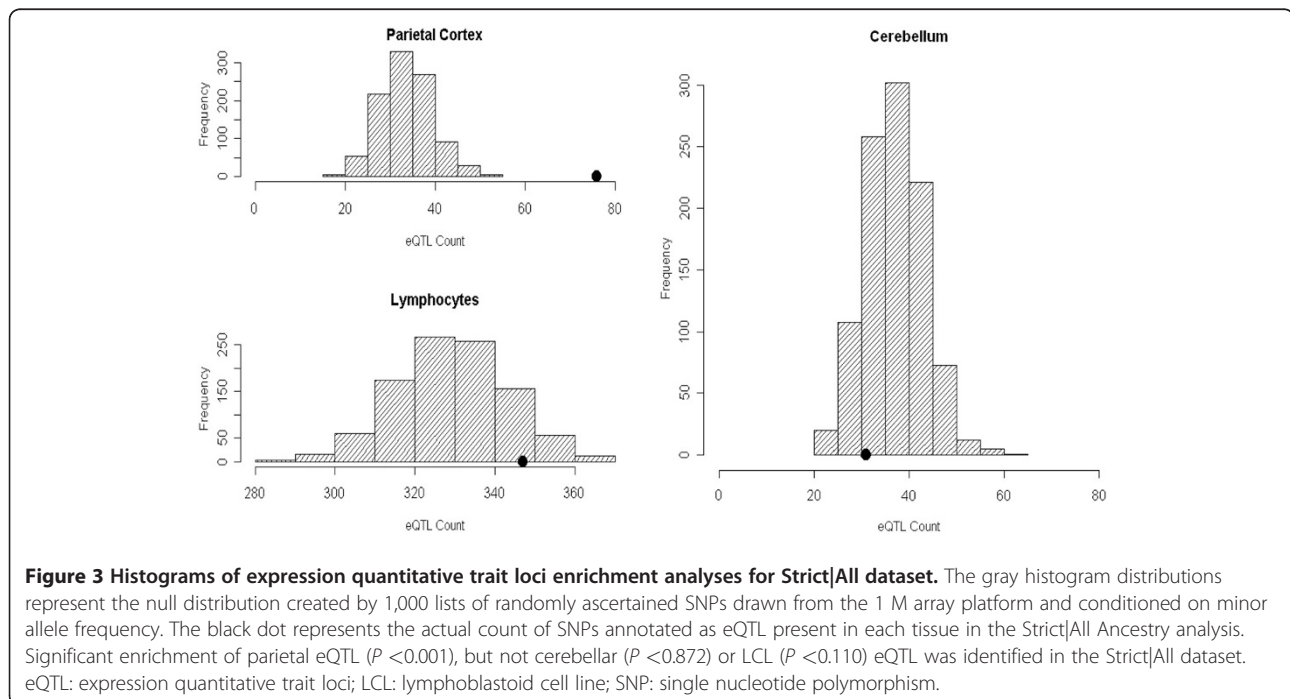 Parietal Cortex
Frequency
300
200
100
0
0 20 40 60 80
eQTL Count
Lymphocytes
Frequency
250
150
50
0
280 300 320 340 360
eQTL Count
Cerebellum
Frequency
300
250
200
150
100
50
0
0 20 40 60 80
eQTL Count
Figure 3 Histograms of expression quantitative trait loci enrichment analyses for Strict|All dataset. The gray histogram distributions
represent the null distribution created by 1,000 lists of randomly ascertained SNPs drawn from the 1 M array platform and conditioned on minor
allele frequency. The black dot represents the actual count of SNPs annotated as eQTL present in each tissue in the Strict|All Ancestry analysis.
Significant enrichment of parietal eQTL (P <0.001), but not cerebellar (P <0.872) or LCL (P <0.110) eQTL was identified in the Strict|All dataset.
eQTL: expression quantitative trait loci; LCL: lymphoblastoid cell line; SNP: single nucleotide polymorphism.